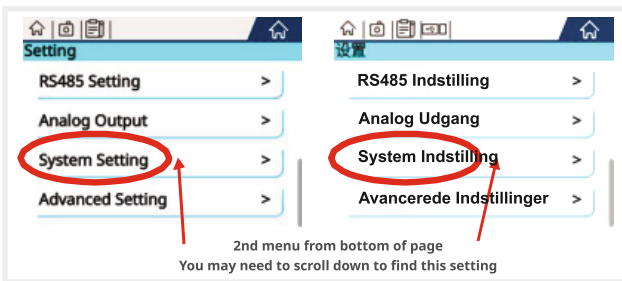 Setting
RS485 Setting >
Analog Output >
System Setting >
Advanced Setting >
设置
RS485 Indstilling >
Analog Udgang >
System Indstilling >
Avancerede Indstillinger >
2nd menu from bottom of page
You may need to scroll down to find this setting